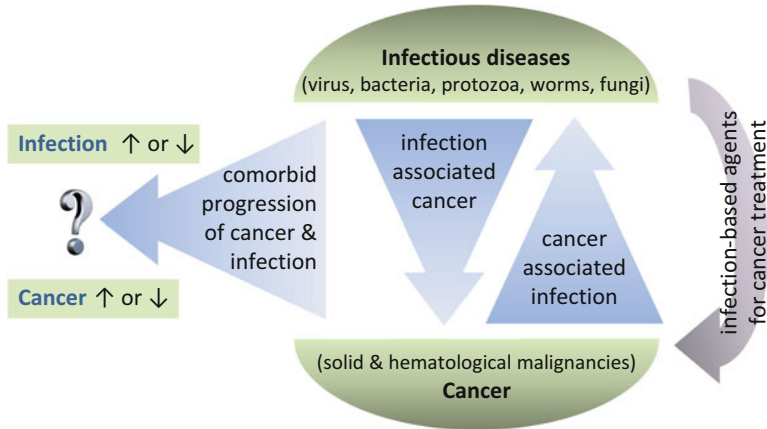 Infectious diseases
(virus, bacteria, protozoa, worms, fungi)
Infection ↑ or ↓
?
Cancer ↑ or ↓
comorbid
progression
of cancer &
infection
infection
associated
cancer
cancer
associated
infection
infection-based agents
for cancer treatment
(solid & hematological malignancies)
Cancer